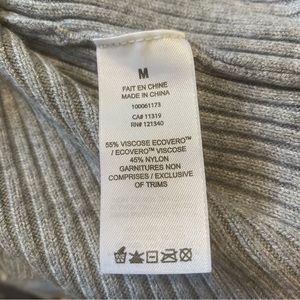 M
FAIT EN CHINE
MADE IN CHINA
100061173
CA# 11319
RN# 121340
55% VISCOSE ECOVERO™
/ ECOVERO™ VISCOSE
45% NYLON
GARNITURES NON
COMPRISES / EXCLUSIVE
OF TRIMS